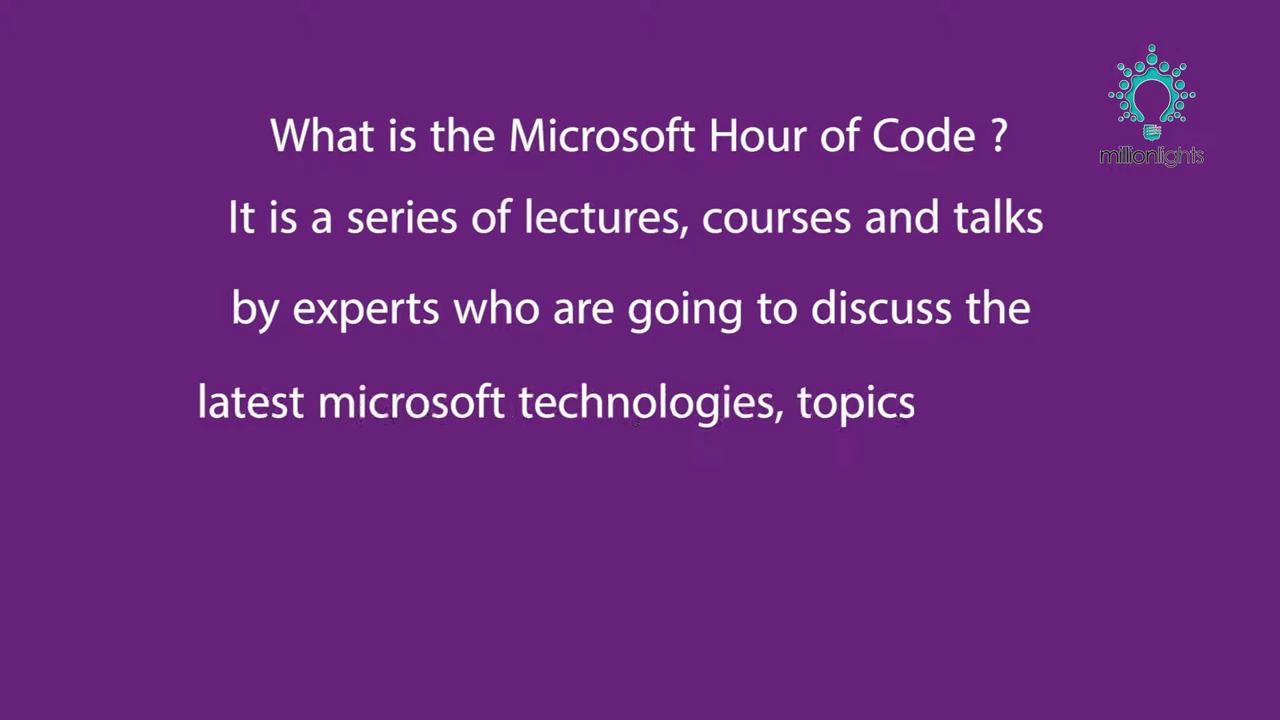 What is the Microsoft Hour of Code ?
It is a series of lectures, courses and talks
by experts who are going to discuss the
latest microsoft technologies, topics
millionlights